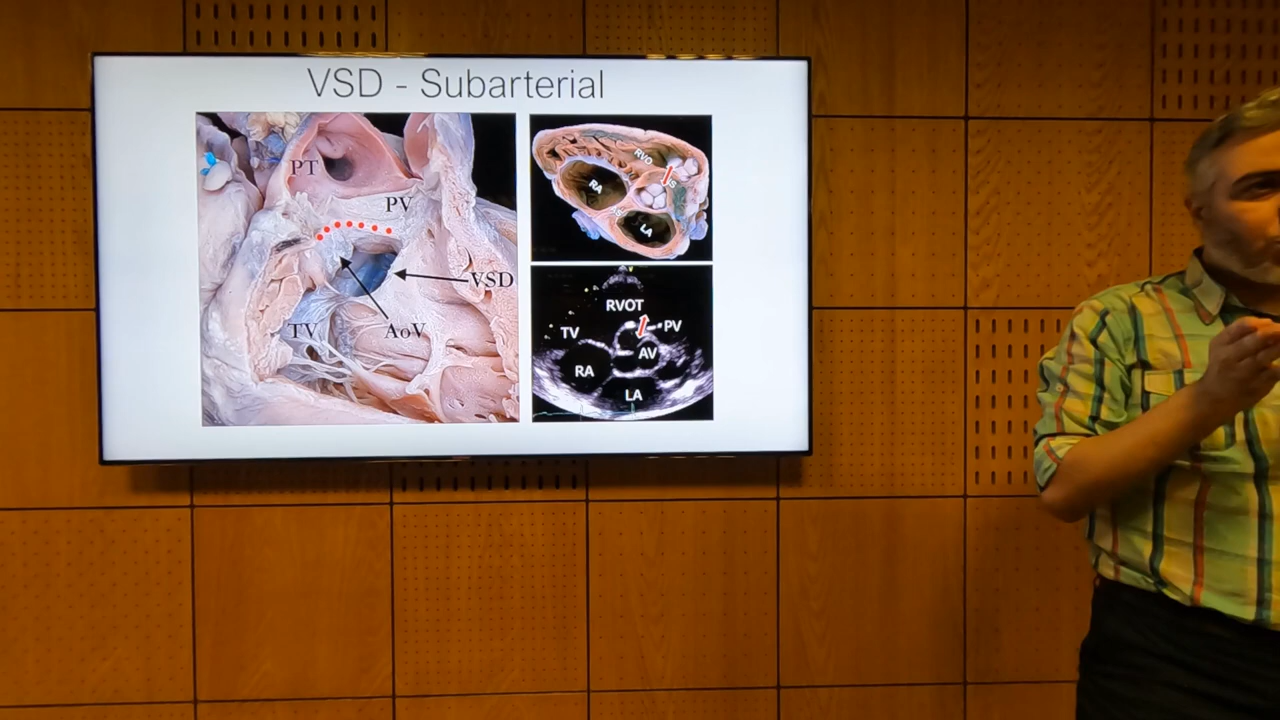 VSD - Subarterial
PT
PV
VSD
TV
AoV
RVO
RA
LA
RVOT
TV
PV
AV
RA
LA